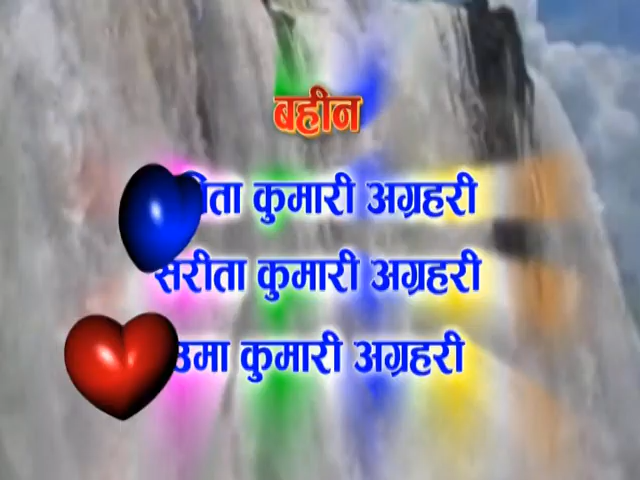 बहीन
कुमारी अग्रहरी
सरीता कुमारी अग्रहरी
उमा कुमारी अग्रहरी